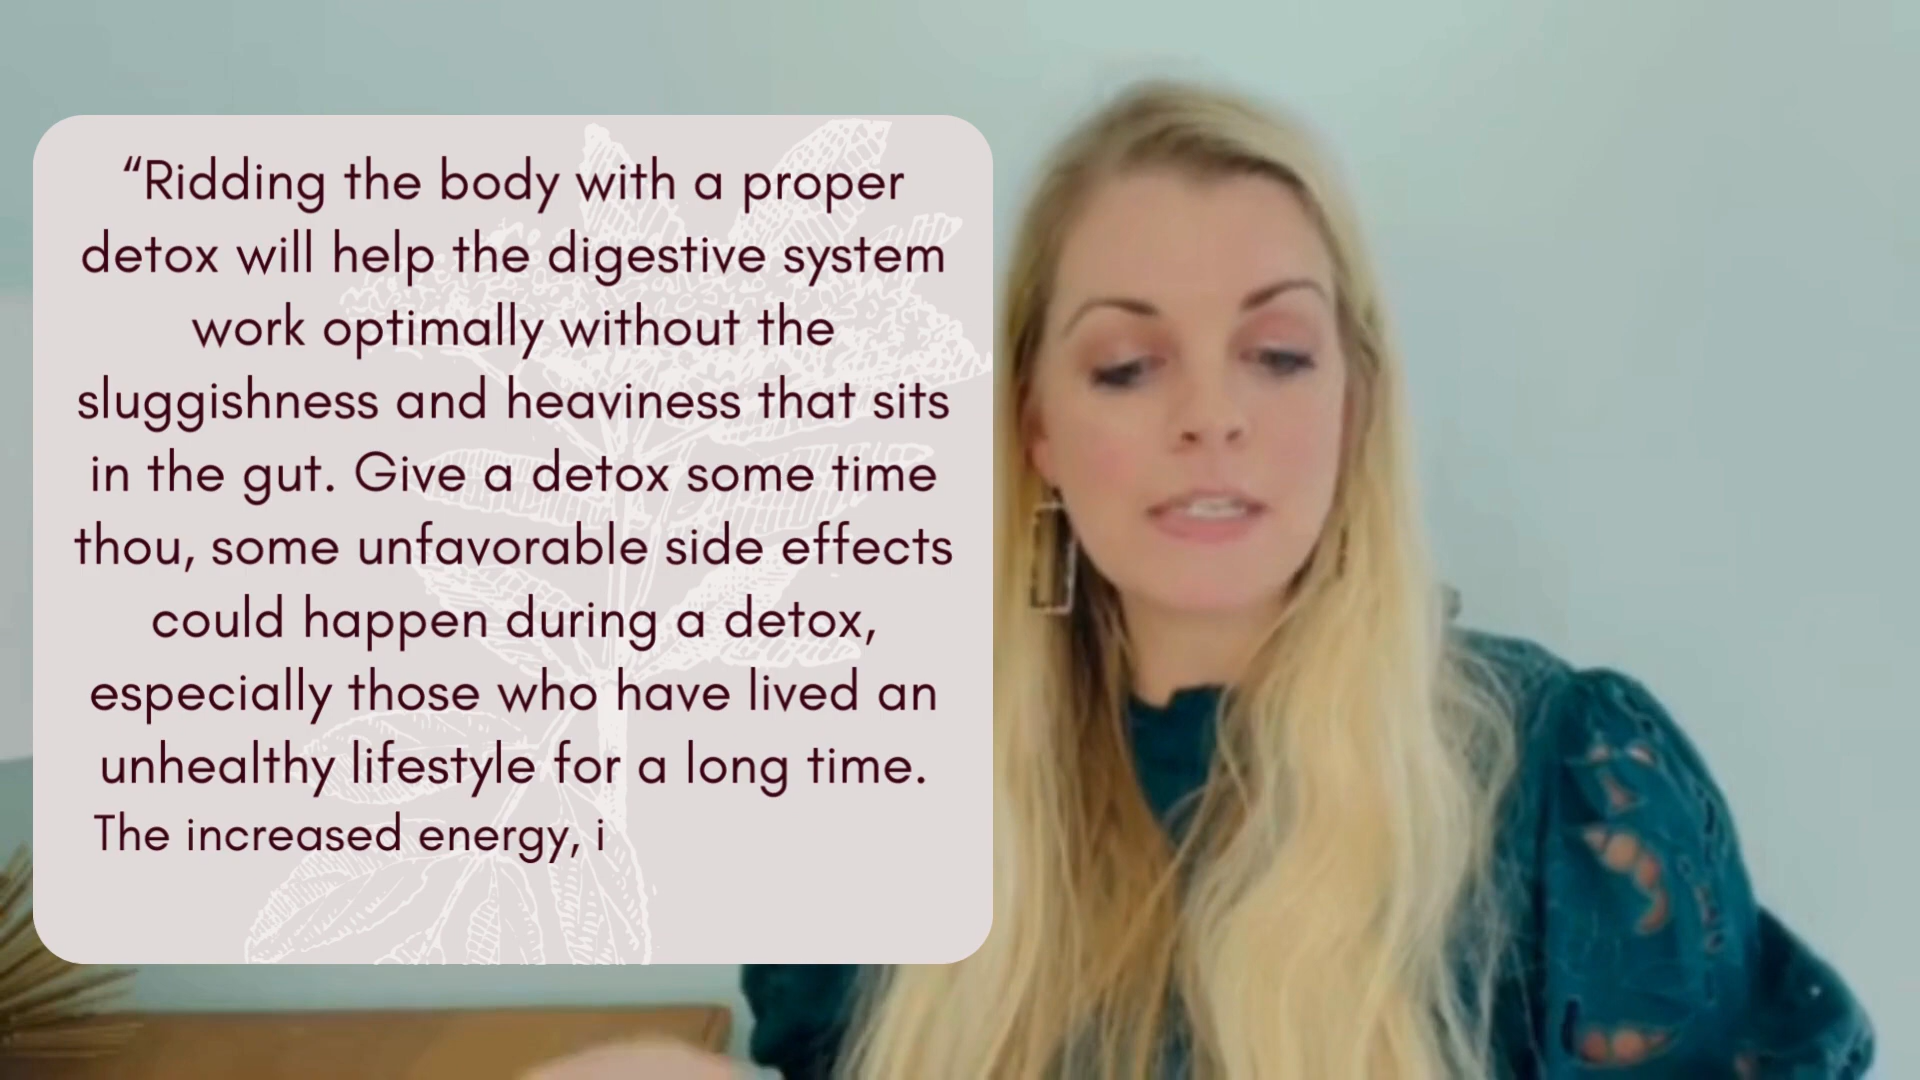 “Ridding the body with a proper
detox will help the digestive system
work optimally without the
sluggishness and heaviness that sits
in the gut. Give a detox some time
thou, some unfavorable side effects
could happen during a detox,
especially those who have lived an
unhealthy lifestyle for a long time.
The increased energy, i